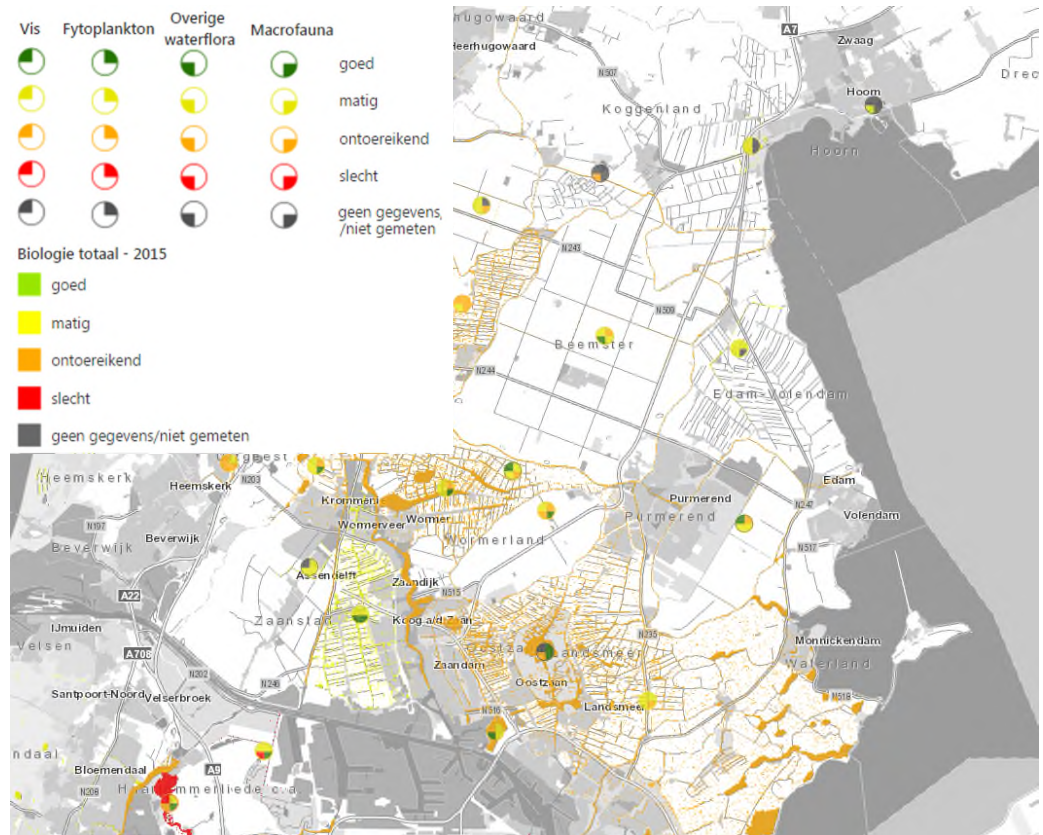 Vis Fytoplankton Overige waterflora Macrofauna
goed
matig
ontoereikend
slecht
geen gegevens,
/niet gemeten
Biologie totaal - 2015
goed
matig
ontoereikend
slecht
geen gegevens/niet gemeten
A7
Zwaag
Heerhugowaard
N507
Koggenland
Hoorn
Hoorn
N243
N509
Beemster
N244
Edam-Volendam
Heemskerk
Heemskerk
N203
Krommeni
Wormer
Wormerveer
Wormerland
Purmerend
Purmerend
Edam
N247
Volendam
N197
Beverwijk
Beverwijk
N517
Assendelft
Zaandijk
A22
N515
Zaanstad
Koog a/d Zaan
IJmuiden
Velsen
N235
Monnickendam
A708
N202
Waterland
Zaandam
Oostzaan
N246
Santpoort-Noord
Velserbroek
Landsmeer
N518
N516
Bloemendaal
A9
N208